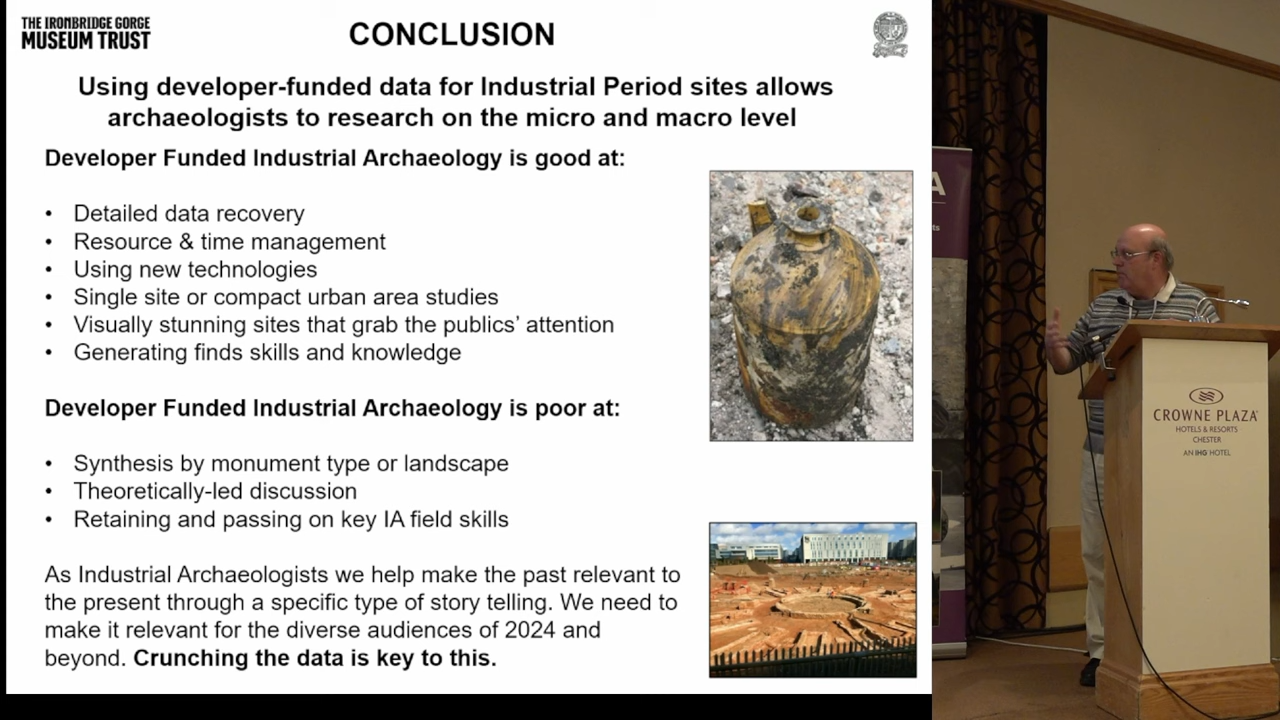 THE IRONBRIDGE GORGE
MUSEUM TRUST
CONCLUSION
Using developer-funded data for Industrial Period sites allows
archaeologists to research on the micro and macro level
Developer Funded Industrial Archaeology is good at:
• Detailed data recovery
• Resource & time management
• Using new technologies
• Single site or compact urban area studies
• Visually stunning sites that grab the publics’ attention
• Generating finds skills and knowledge
Developer Funded Industrial Archaeology is poor at:
• Synthesis by monument type or landscape
• Theoretically-led discussion
• Retaining and passing on key IA field skills
As Industrial Archaeologists we help make the past relevant to
the present through a specific type of story telling. We need to
make it relevant for the diverse audiences of 2024 and
beyond. Crunching the data is key to this.
A
ts
CROWNE PLAZA
HOTELS & RESORTS
CHESTER
AN IHG HOTEL